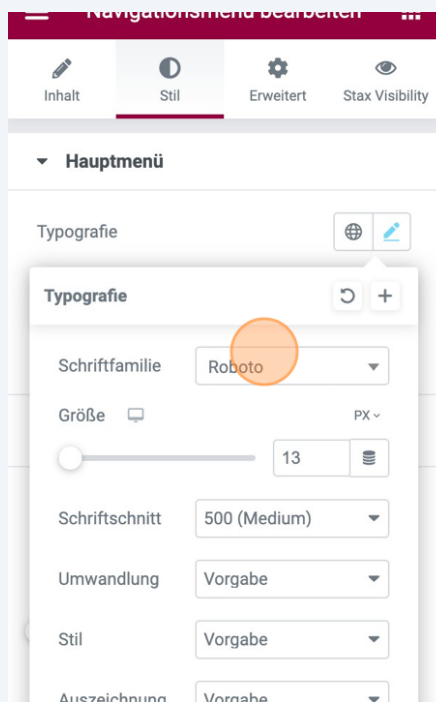 Navigationsmenü bearbeiten
Inhalt
Stil
Erweitert
Stax Visibility
Hauptmenü
Typografie
Typografie
Schriftfamilie
Roboto
Größe
PX
13
Schriftschnitt
500 (Medium)
Umwandlung
Vorgabe
Stil
Vorgabe
Auszeichnung
Vorgabe